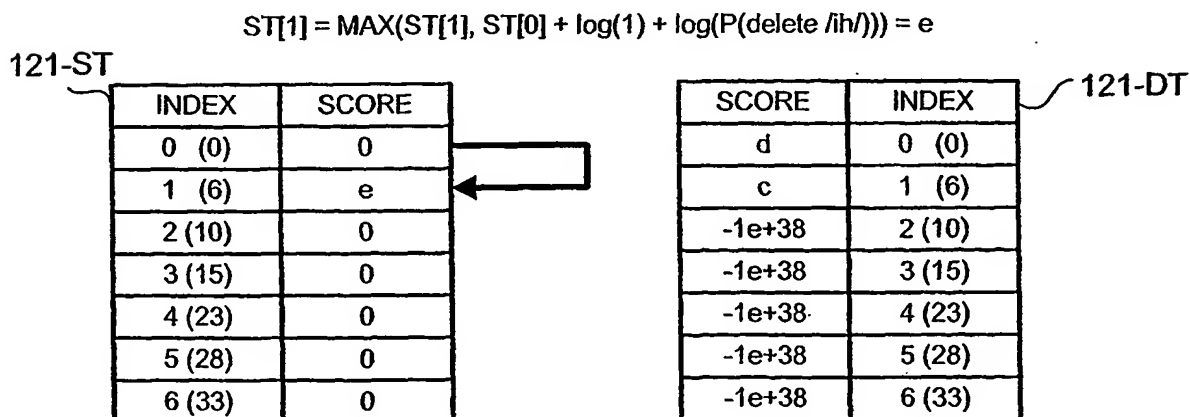 ST[1] = MAX(ST[1], ST[0] + log(1) + log(P(delete /ih/))) = e
121-ST
INDEX SCORE
0 (0) 0
1 (6) e
2 (10) 0
3 (15) 0
4 (23) 0
5 (28) 0
6 (33) 0
121-DT
SCORE INDEX
d 0 (0)
c 1 (6)
-1e+38 2 (10)
-1e+38 3 (15)
-1e+38 4 (23)
-1e+38 5 (28)
-1e+38 6 (33)